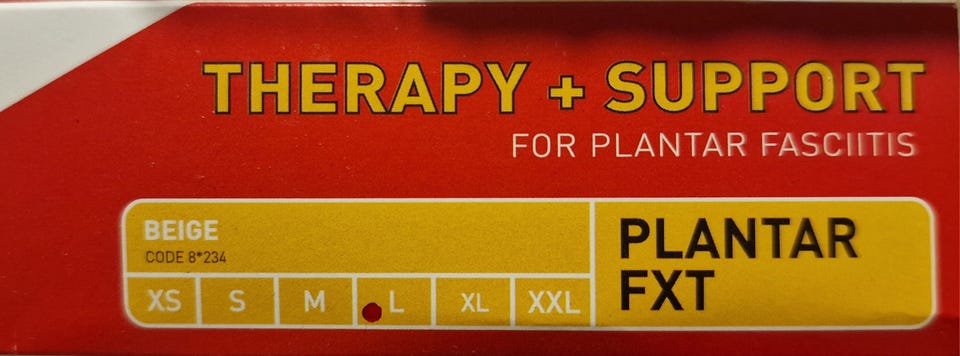 THERAPY + SUPPORT
FOR PLANTAR FASCIITIS
BEIGE
CODE 8*234
XS S M L XL XXL
PLANTAR
FXT